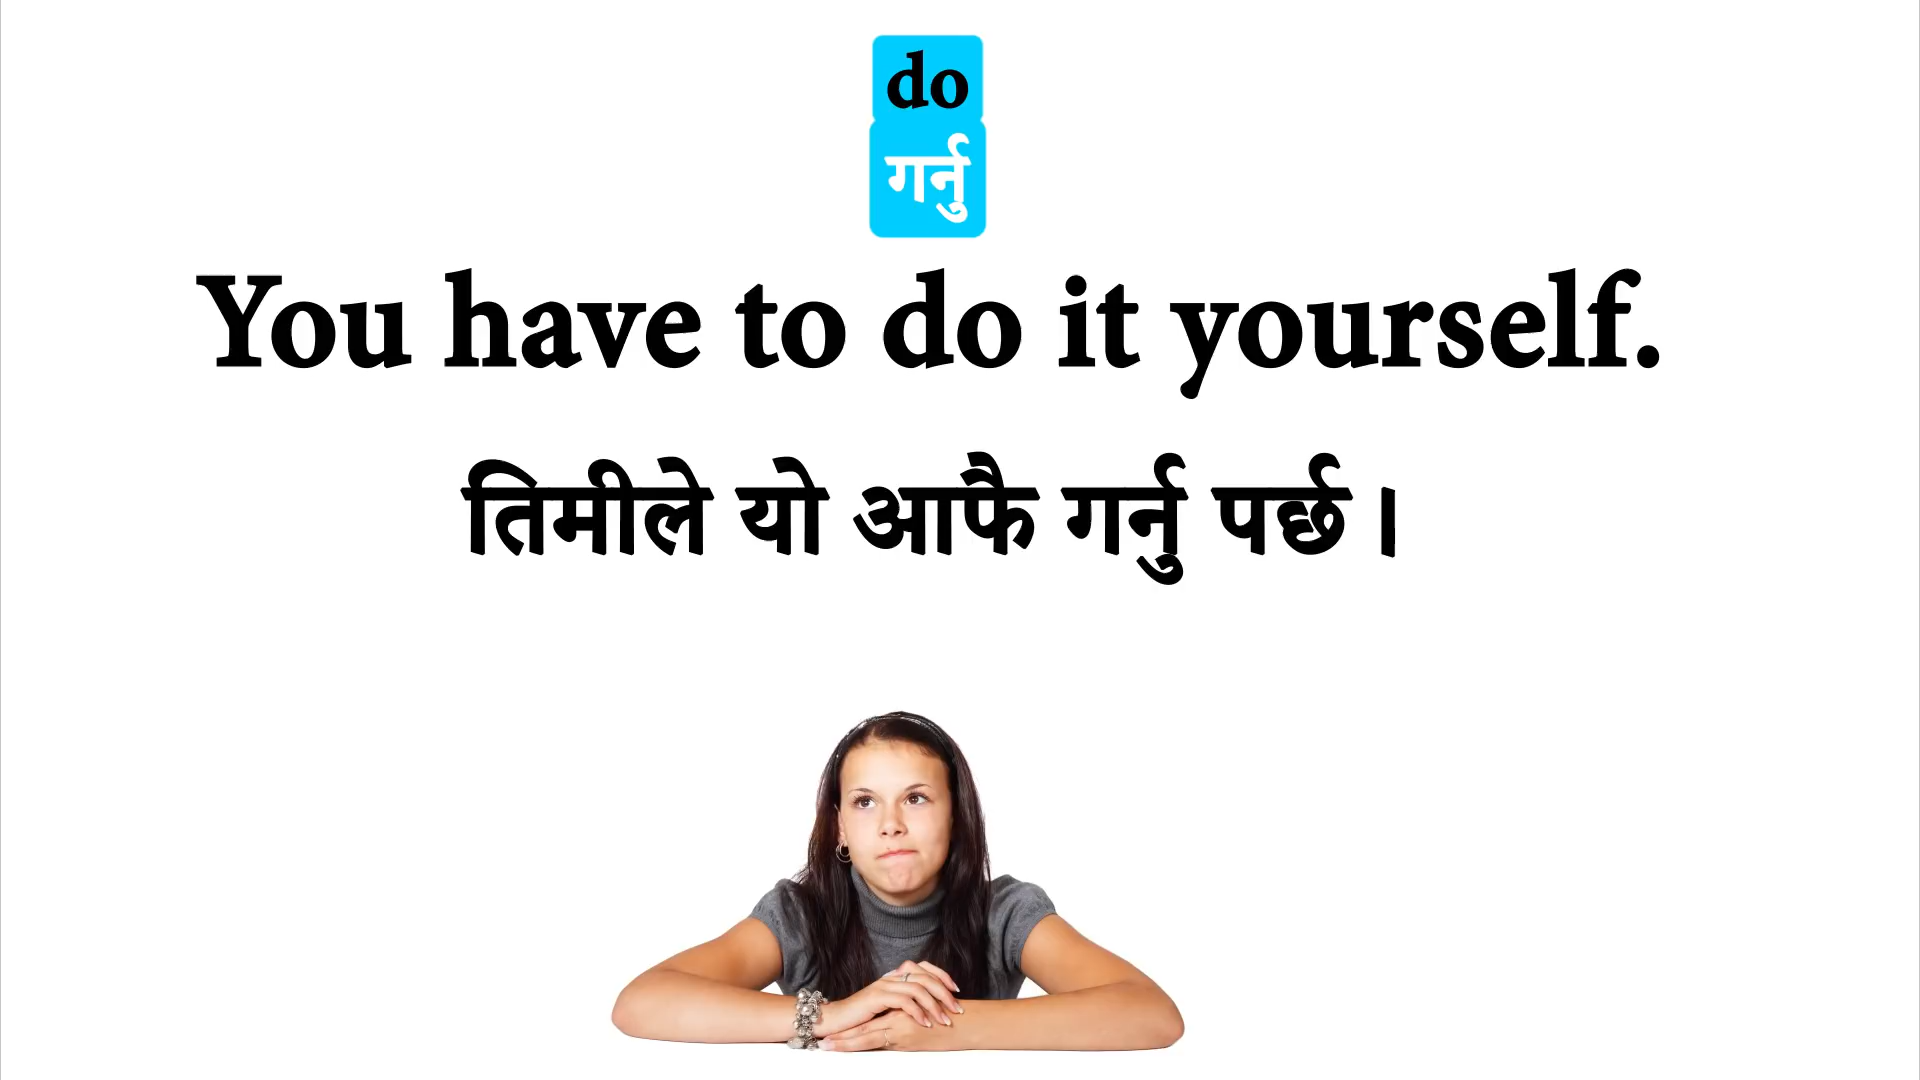 do
गर्नु
You have to do it yourself.
तिमीले यो आफै गर्नु पर्छ ।